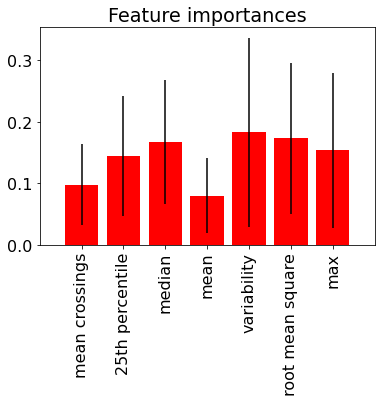 Feature importances
0.3
0.2
0.1
0.0
mean crossings
25th percentile
median
mean
variability
root mean square
max